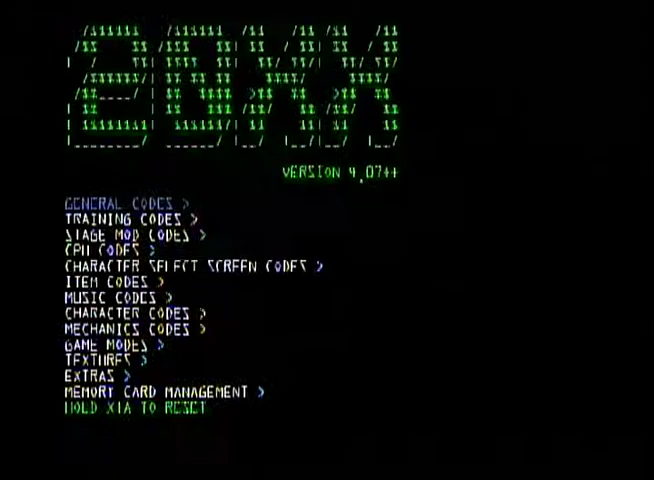 20XX
VERSION 4.07++
GENERAL CODES >
TRAINING CODES >
STAGE MOD CODES >
CPU CODES >
CHARACTER SELECT SCREEN CODES >
ITEM CODES >
MUSIC CODES >
CHARACTER CODES >
MECHANICS CODES >
GAME MODES >
TEXTURES >
EXTRAS >
MEMORY CARD MANAGEMENT >
HOLD X+A TO RESET